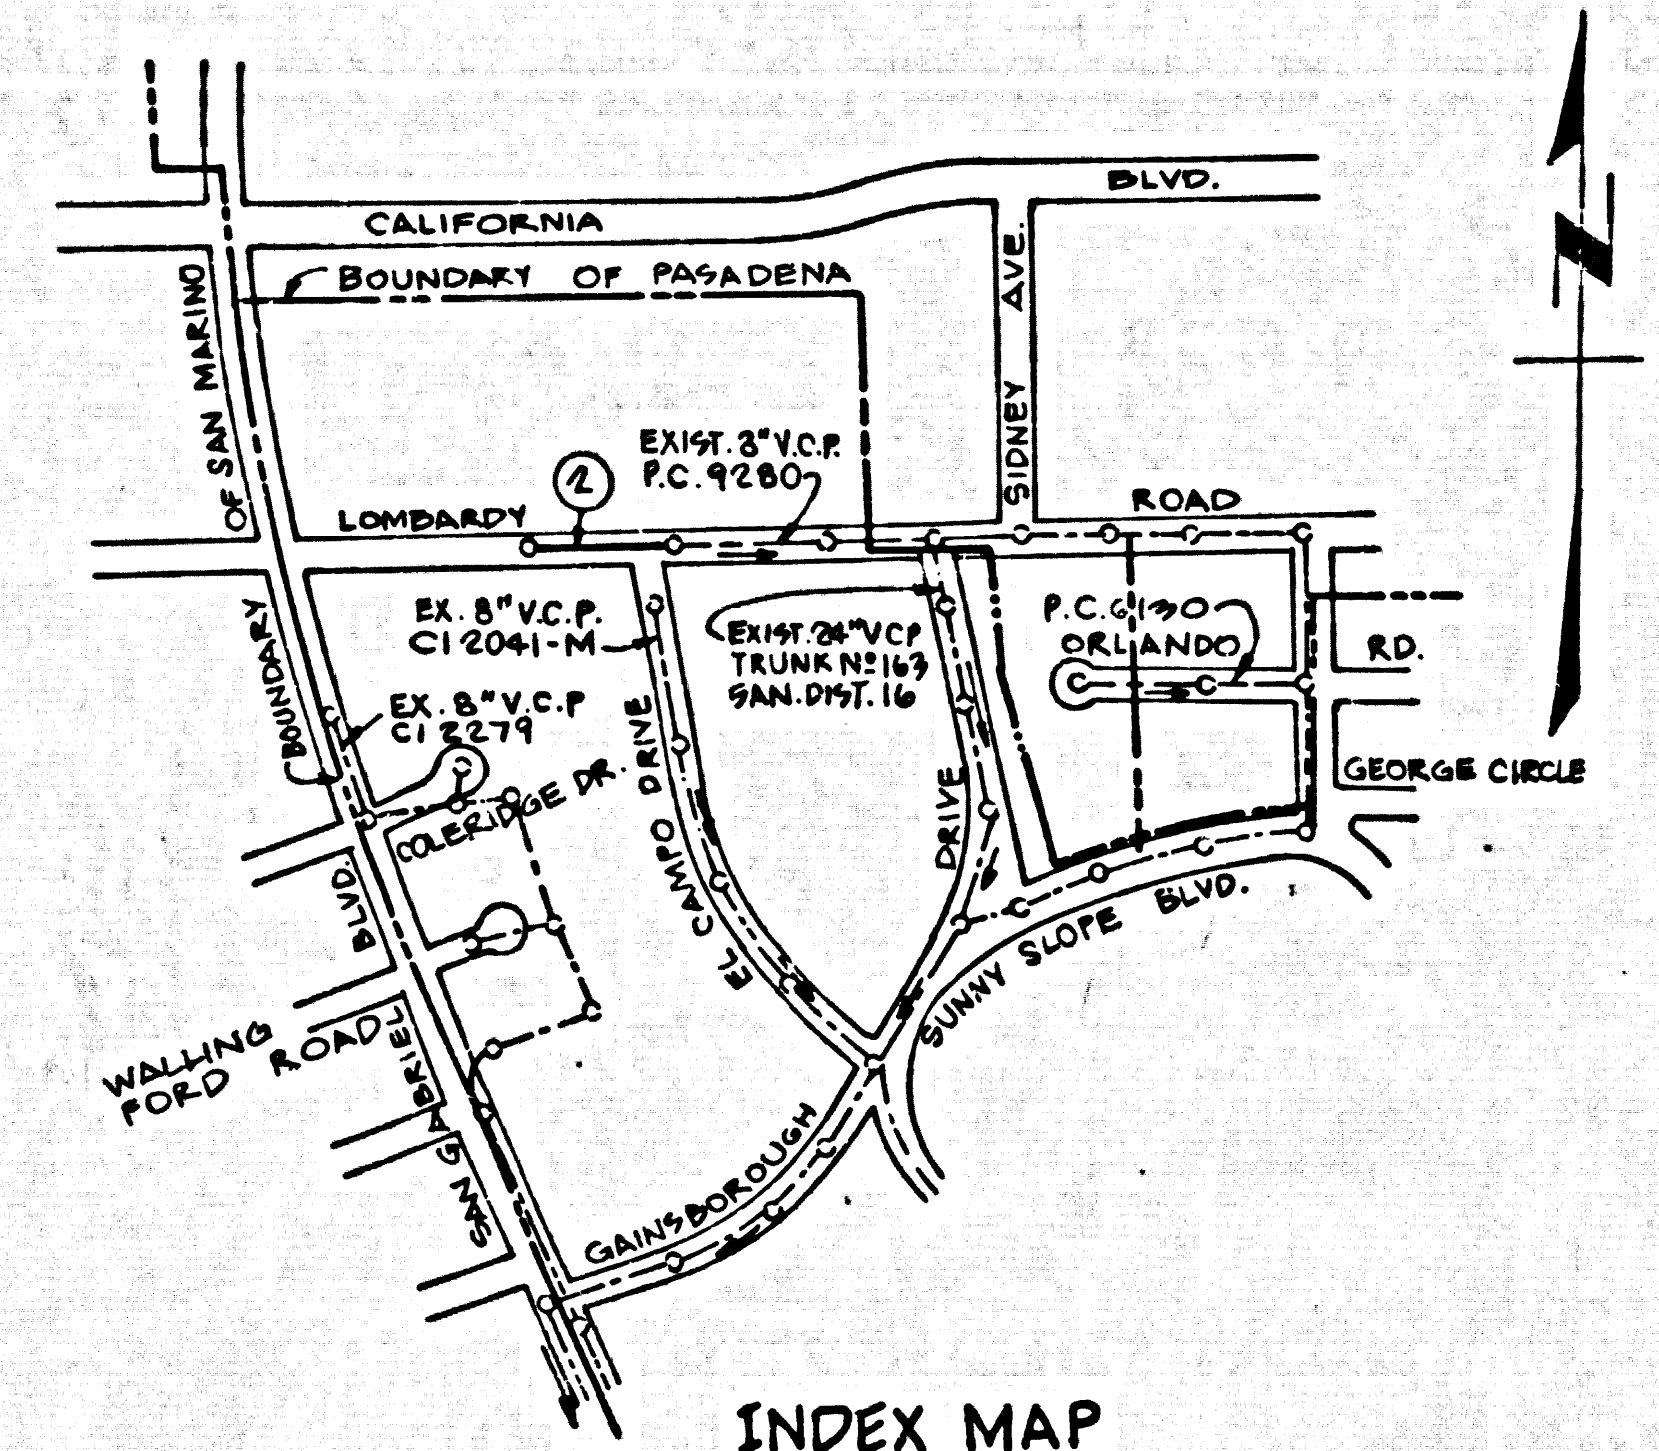 BLVD.
CALIFORNIA
BOUNDARY OF PASADENA
SIDNEY AVE.
BOUNDARY OF SAN MARINO
EXIST. 8" V.C.P.
P.C. 9280
2
LOMBARDY
ROAD
EX. 8" V.C.P.
CI 2041-M
EXIST. 24" VCP
TRUNK Nº 163
SAN. DIST. 16
P.C. 6130
ORLANDO
RD.
EX. 8" V.C.P
CI 2279
GEORGE CIRCLE
COLERIDGE DR.
EL CAMPO DRIVE
DRIVE
SUNNY SLOPE BLVD.
WALLING
FORD ROAD
SAN GABRIEL BLVD.
GAINSBOROUGH
N
INDEX MAP